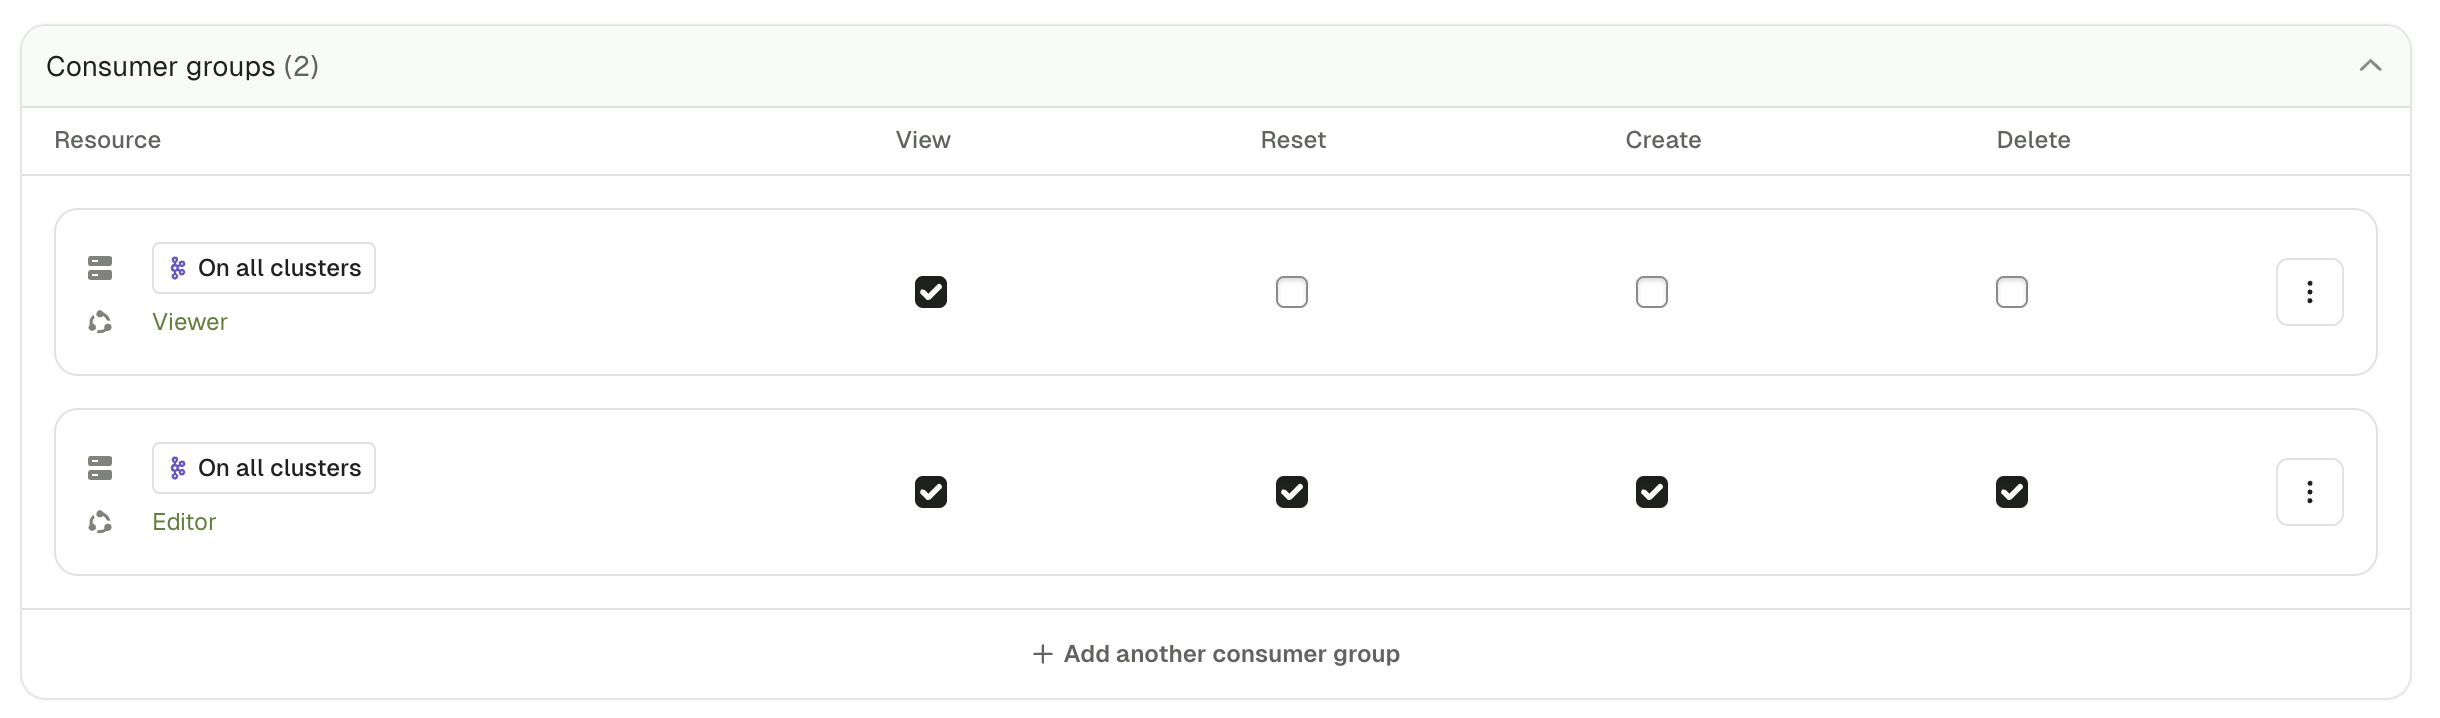 Consumer groups (2)
Resource View Reset Create Delete
On all clusters
Viewer
On all clusters
Editor
+ Add another consumer group